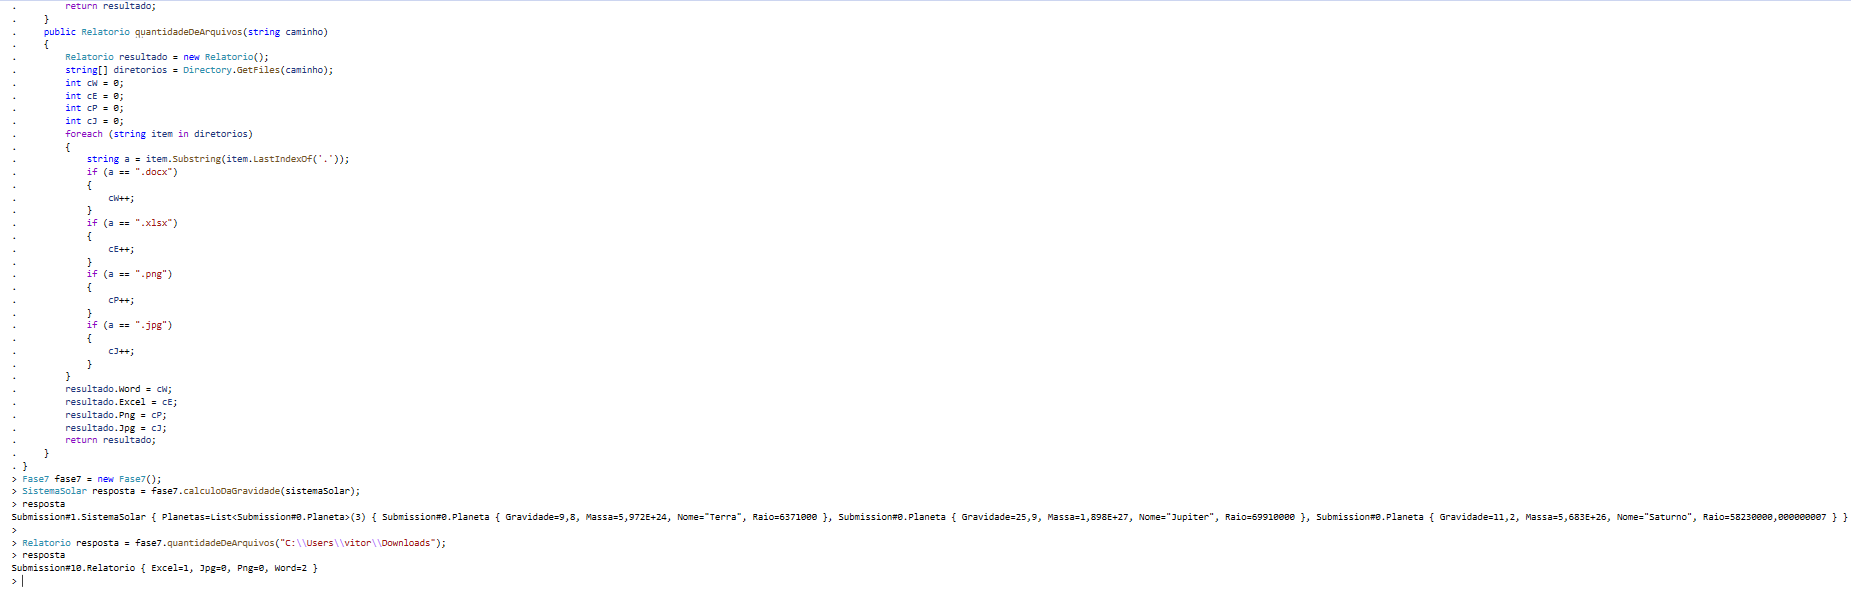 .         return resultado;
.     }
.     public Relatorio quantidadeDeArquivos(string caminho)
.     {
.         Relatorio resultado = new Relatorio();
.         string[] diretorios = Directory.GetFiles(caminho);
.         int cW = 0;
.         int cE = 0;
.         int cP = 0;
.         int cJ = 0;
.         foreach (string item in diretorios)
.         {
.             string a = item.Substring(item.LastIndexOf('.'));
.             if (a == ".docx")
.             {
.                 cW++;
.             }
.             if (a == ".xlsx")
.             {
.                 cE++;
.             }
.             if (a == ".png")
.             {
.                 cP++;
.             }
.             if (a == ".jpg")
.             {
.                 cJ++;
.             }
.         }
.         resultado.Word = cW;
.         resultado.Excel = cE;
.         resultado.Png = cP;
.         resultado.Jpg = cJ;
.         return resultado;
.     }
. }
> Fase7 fase7 = new Fase7();
> SistemaSolar resposta = fase7.calculoDaGravidade(sistemaSolar);
> resposta
Submission#1.SistemaSolar { Planetas=List<Submission#0.Planeta>(3) { Submission#0.Planeta { Gravidade=9,8, Massa=5,972E+24, Nome="Terra", Raio=6371000 }, Submission#0.Planeta { Gravidade=25,9, Massa=1,898E+27, Nome="Jupiter", Raio=69910000 }, Submission#0.Planeta { Gravidade=11,2, Massa=5,683E+26, Nome="Saturno", Raio=58230000,000000007 } } }
>
> Relatorio resposta = fase7.quantidadeDeArquivos("C:\\Users\\vitor\\Downloads");
> resposta
Submission#10.Relatorio { Excel=1, Jpg=0, Png=0, Word=2 }
>